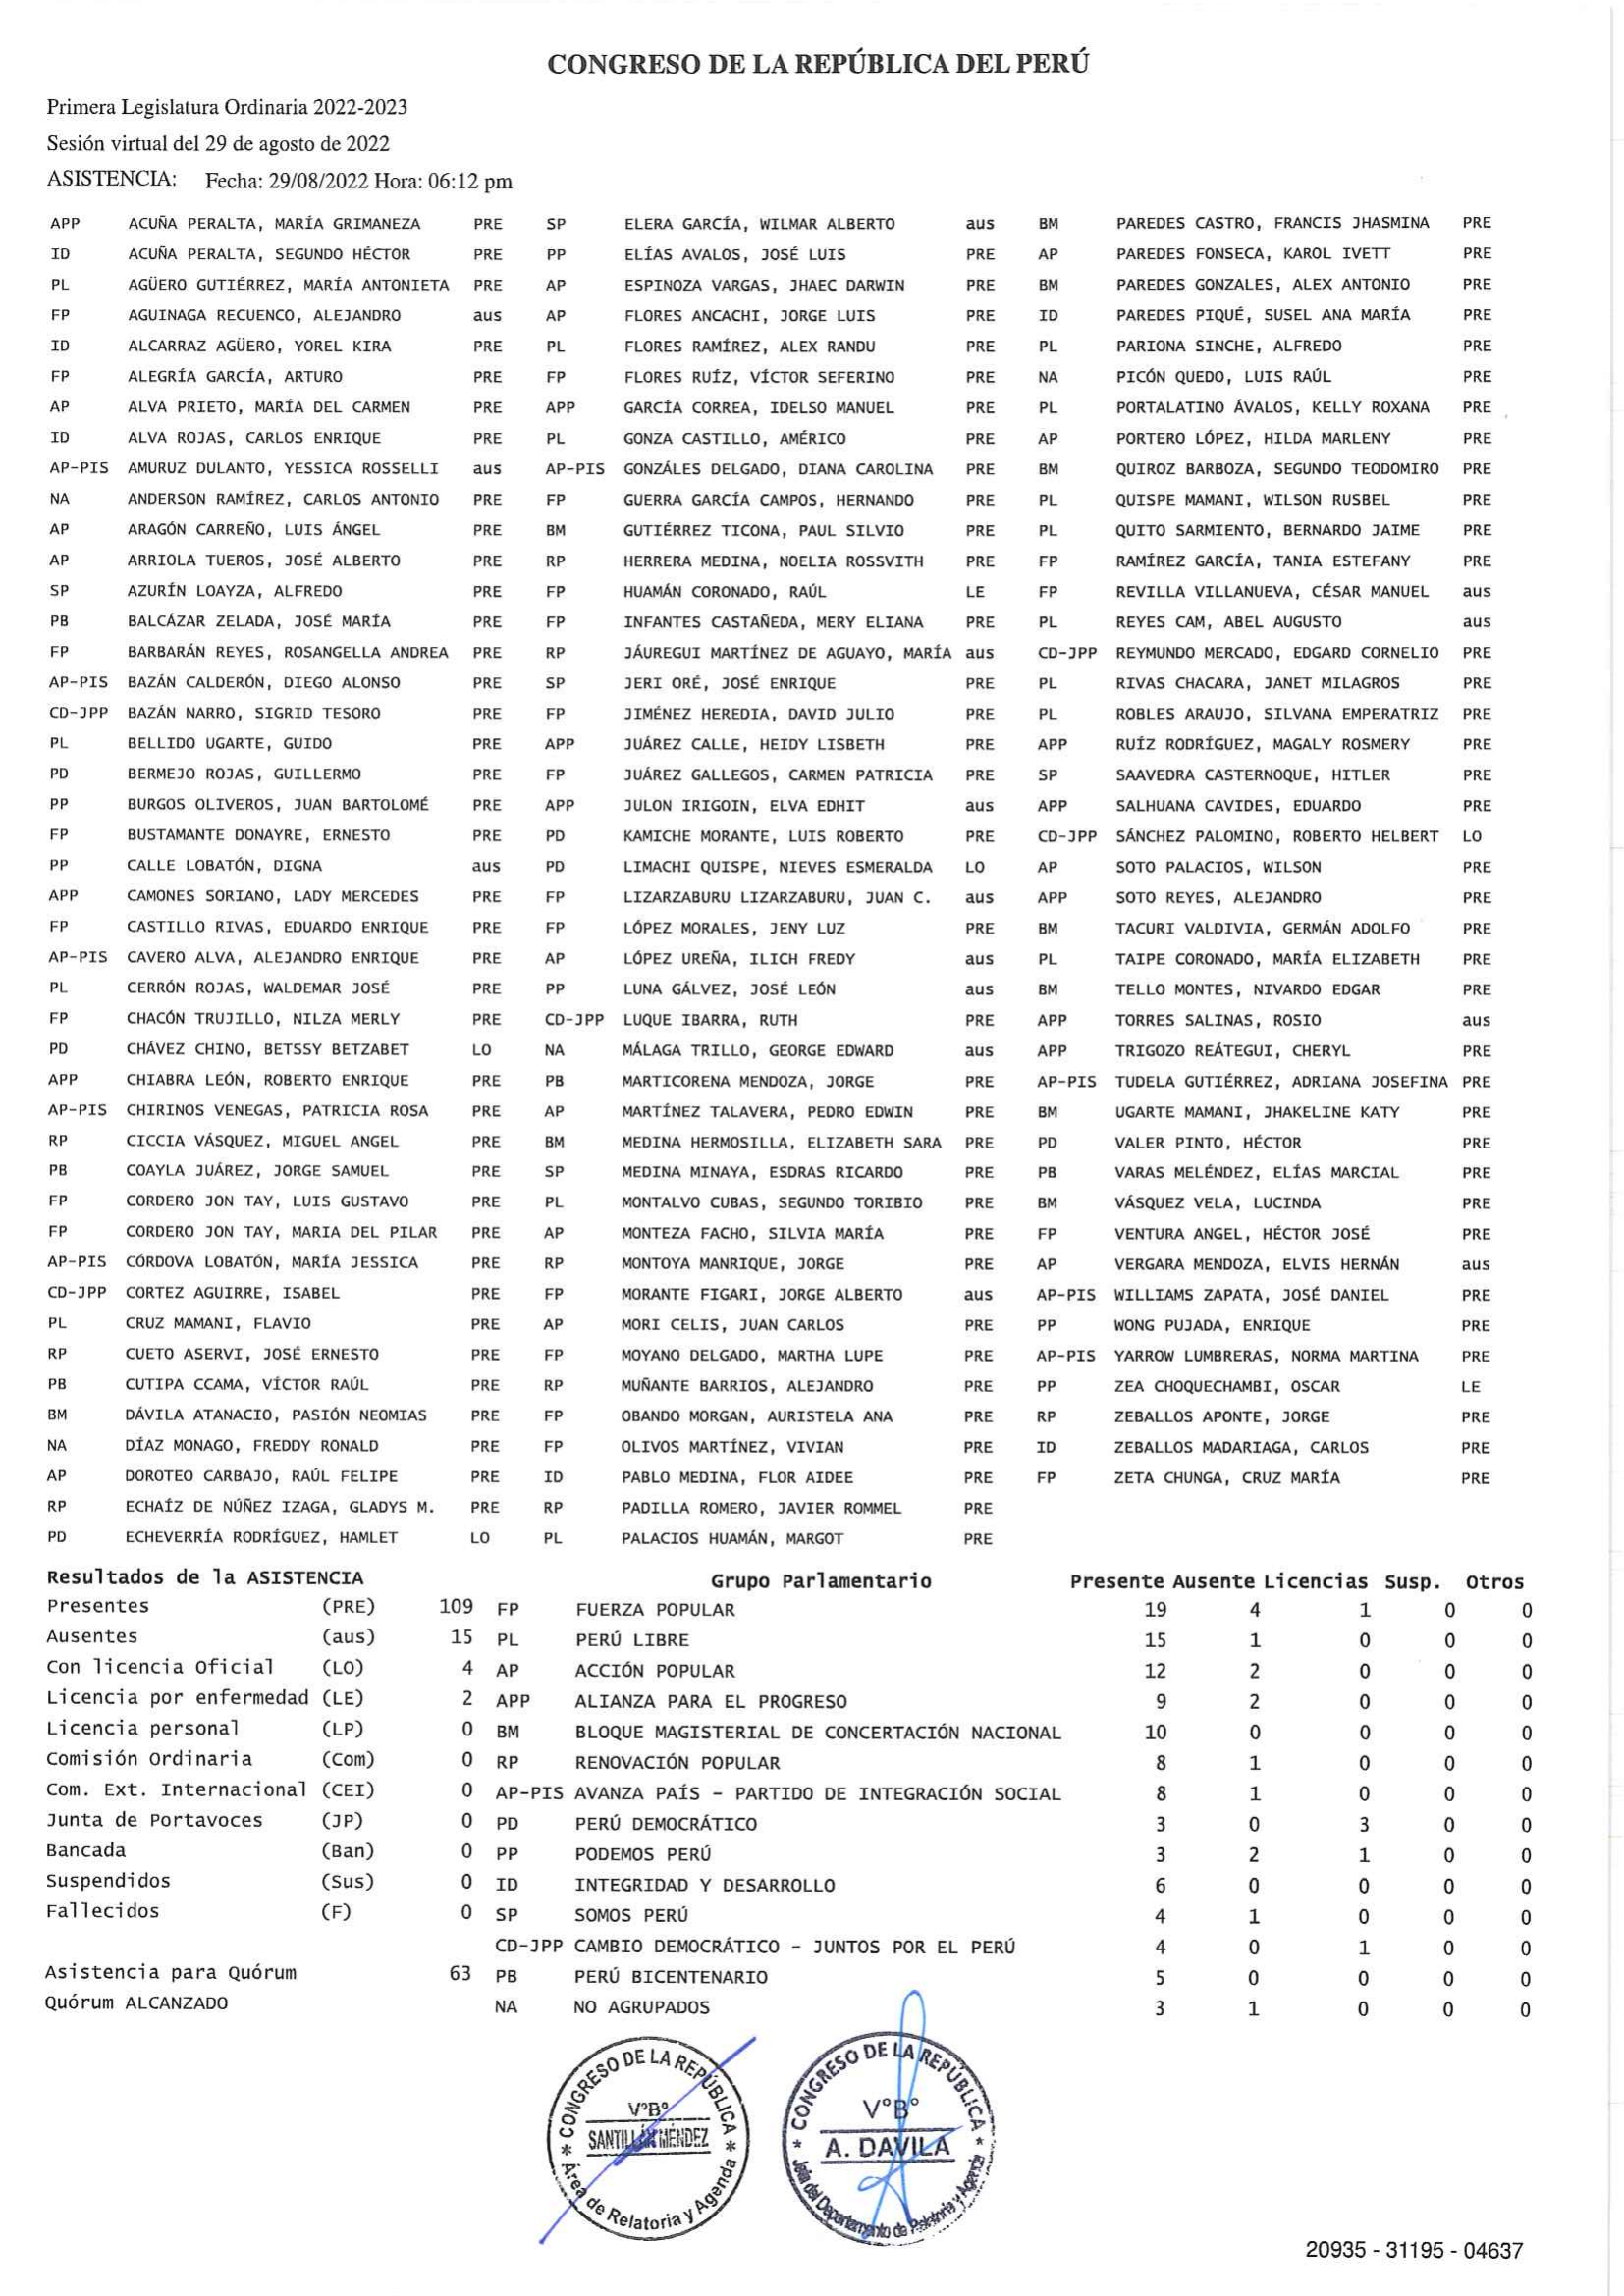 CONGRESO DE LA REPÚBLICA DEL PERÚ
Primera Legislatura Ordinaria 2022-2023
Sesión virtual del 29 de agosto de 2022
ASISTENCIA: Fecha: 29/08/2022 Hora: 06:12 pm
APP ACUÑA PERALTA, MARÍA GRIMANEZA PRE SP ELERA GARCÍA, WILMAR ALBERTO aus BM PAREDES CASTRO, FRANCIS JHASMINA PRE
ID ACUÑA PERALTA, SEGUNDO HÉCTOR PRE PP ELÍAS AVALOS, JOSÉ LUIS PRE AP PAREDES FONSECA, KAROL IVETT PRE
PL AGÜERO GUTIÉRREZ, MARÍA ANTONIETA PRE AP ESPINOZA VARGAS, JHAEC DARWIN PRE BM PAREDES GONZALES, ALEX ANTONIO PRE
FP AGUINAGA RECUENCO, ALEJANDRO aus AP FLORES ANCACHI, JORGE LUIS PRE ID PAREDES PIQUÉ, SUSEL ANA MARÍA PRE
ID ALCARRAZ AGÜERO, YOREL KIRA PRE PL FLORES RAMÍREZ, ALEX RANDU PRE PL PARIONA SINCHE, ALFREDO PRE
FP ALEGRÍA GARCÍA, ARTURO PRE FP FLORES RUÍZ, VÍCTOR SEFERINO PRE NA PICÓN QUEDO, LUIS RAÚL PRE
AP ALVA PRIETO, MARÍA DEL CARMEN PRE APP GARCÍA CORREA, IDELSO MANUEL PRE PL PORTALATINO ÁVALOS, KELLY ROXANA PRE
ID ALVA ROJAS, CARLOS ENRIQUE PRE PL GONZA CASTILLO, AMÉRICO PRE AP PORTERO LÓPEZ, HILDA MARLENY PRE
AP-PIS AMURUZ DULANTO, YESSICA ROSSELLI aus AP-PIS GONZÁLES DELGADO, DIANA CAROLINA PRE BM QUIROZ BARBOZA, SEGUNDO TEODOMIRO PRE
NA ANDERSON RAMÍREZ, CARLOS ANTONIO PRE FP GUERRA GARCÍA CAMPOS, HERNANDO PRE PL QUISPE MAMANI, WILSON RUSBEL PRE
AP ARAGÓN CARREÑO, LUIS ÁNGEL PRE BM GUTIÉRREZ TICONA, PAUL SILVIO PRE PL QUITO SARMIENTO, BERNARDO JAIME PRE
AP ARRIOLA TUEROS, JOSÉ ALBERTO PRE RP HERRERA MEDINA, NOELIA ROSSVITH PRE FP RAMÍREZ GARCÍA, TANIA ESTEFANY PRE
SP AZURÍN LOAYZA, ALFREDO PRE FP HUAMÁN CORONADO, RAÚL LE FP REVILLA VILLANUEVA, CÉSAR MANUEL aus
PB BALCÁZAR ZELADA, JOSÉ MARÍA PRE FP INFANTES CASTAÑEDA, MERY ELIANA PRE PL REYES CAM, ABEL AUGUSTO aus
FP BARBARÁN REYES, ROSANGELLA ANDREA PRE RP JÁUREGUI MARTÍNEZ DE AGUAYO, MARÍA aus CD-JPP REYMUNDO MERCADO, EDGARD CORNELIO PRE
AP-PIS BAZÁN CALDERÓN, DIEGO ALONSO PRE SP JERI ORÉ, JOSÉ ENRIQUE PRE PL RIVAS CHACARA, JANET MILAGROS PRE
CD-JPP BAZÁN NARRO, SIGRID TESORO PRE FP JIMÉNEZ HEREDIA, DAVID JULIO PRE PL ROBLES ARAUJO, SILVANA EMPERATRIZ PRE
PL BELLIDO UGARTE, GUIDO PRE APP JUÁREZ CALLE, HEIDY LISBETH PRE APP RUÍZ RODRÍGUEZ, MAGALY ROSMERY PRE
PD BERMEJO ROJAS, GUILLERMO PRE FP JUÁREZ GALLEGOS, CARMEN PATRICIA PRE SP SAAVEDRA CASTERNOQUE, HITLER PRE
PP BURGOS OLIVEROS, JUAN BARTOLOMÉ PRE APP JULON IRIGOIN, ELVA EDHIT aus APP SALHUANA CAVIDES, EDUARDO PRE
FP BUSTAMANTE DONAYRE, ERNESTO PRE PD KAMICHE MORANTE, LUIS ROBERTO PRE CD-JPP SÁNCHEZ PALOMINO, ROBERTO HELBERT LO
PP CALLE LOBATÓN, DIGNA aus PD LIMACHI QUISPE, NIEVES ESMERALDA LO AP SOTO PALACIOS, WILSON PRE
APP CAMONES SORIANO, LADY MERCEDES PRE FP LIZARZABURU LIZARZABURU, JUAN C. aus APP SOTO REYES, ALEJANDRO PRE
FP CASTILLO RIVAS, EDUARDO ENRIQUE PRE FP LÓPEZ MORALES, JENY LUZ PRE BM TACURI VALDIVIA, GERMÁN ADOLFO PRE
AP-PIS CAVERO ALVA, ALEJANDRO ENRIQUE PRE AP LÓPEZ UREÑA, ILICH FREDY aus PL TAIPE CORONADO, MARÍA ELIZABETH PRE
PL CERRÓN ROJAS, WALDEMAR JOSÉ PRE PP LUNA GÁLVEZ, JOSÉ LEÓN aus BM TELLO MONTES, NIVARDO EDGAR PRE
FP CHACÓN TRUJILLO, NILZA MERLY PRE CD-JPP LUQUE IBARRA, RUTH PRE APP TORRES SALINAS, ROSIO aus
PD CHÁVEZ CHINO, BETSSY BETZABET LO NA MÁLAGA TRILLO, GEORGE EDWARD aus APP TRIGOZO REÁTEGUI, CHERYL PRE
APP CHIABRA LEÓN, ROBERTO ENRIQUE PRE PB MARTICORENA MENDOZA, JORGE PRE AP-PIS TUDELA GUTIÉRREZ, ADRIANA JOSEFINA PRE
AP-PIS CHIRINOS VENEGAS, PATRICIA ROSA PRE AP MARTÍNEZ TALAVERA, PEDRO EDWIN PRE BM UGARTE MAMANI, JHAKELINE KATY PRE
RP CICCIA VÁSQUEZ, MIGUEL ANGEL PRE BM MEDINA HERMOSILLA, ELIZABETH SARA PRE PD VALER PINTO, HÉCTOR PRE
PB COAYLA JUÁREZ, JORGE SAMUEL PRE SP MEDINA MINAYA, ESDRAS RICARDO PRE PB VARAS MELÉNDEZ, ELÍAS MARCIAL PRE
FP CORDERO JON TAY, LUIS GUSTAVO PRE PL MONTALVO CUBAS, SEGUNDO TORIBIO PRE BM VÁSQUEZ VELA, LUCINDA PRE
FP CORDERO JON TAY, MARIA DEL PILAR PRE AP MONTEZA FACHO, SILVIA MARÍA PRE FP VENTURA ANGEL, HÉCTOR JOSÉ PRE
AP-PIS CÓRDOVA LOBATÓN, MARÍA JESSICA PRE RP MONTOYA MANRIQUE, JORGE PRE AP VERGARA MENDOZA, ELVIS HERNÁN aus
CD-JPP CORTEZ AGUIRRE, ISABEL PRE FP MORANTE FIGARI, JORGE ALBERTO aus AP-PIS WILLIAMS ZAPATA, JOSÉ DANIEL PRE
PL CRUZ MAMANI, FLAVIO PRE AP MORI CELIS, JUAN CARLOS PRE PP WONG PUJADA, ENRIQUE PRE
RP CUETO ASERVI, JOSÉ ERNESTO PRE FP MOYANO DELGADO, MARTHA LUPE PRE AP-PIS YARROW LUMBRERAS, NORMA MARTINA PRE
PB CUTIPA CCAMA, VÍCTOR RAÚL PRE RP MUÑANTE BARRIOS, ALEJANDRO PRE PP ZEA CHOQUECHAMBI, OSCAR LE
BM DÁVILA ATANACIO, PASIÓN NEOMIAS PRE FP OBANDO MORGAN, AURISTELA ANA PRE RP ZEBALLOS APONTE, JORGE PRE
NA DÍAZ MONAGO, FREDDY RONALD PRE FP OLIVOS MARTÍNEZ, VIVIAN PRE ID ZEBALLOS MADARIAGA, CARLOS PRE
AP DOROTEO CARBAJO, RAÚL FELIPE PRE ID PABLO MEDINA, FLOR AIDEE PRE FP ZETA CHUNGA, CRUZ MARÍA PRE
RP ECHAÍZ DE NÚÑEZ IZAGA, GLADYS M. PRE RP PADILLA ROMERO, JAVIER ROMMEL PRE
PD ECHEVERRÍA RODRÍGUEZ, HAMLET LO PL PALACIOS HUAMÁN, MARGOT PRE
Resultados de la ASISTENCIA Grupo Parlamentario Presente Ausente Licencias Susp. Otros
Presentes (PRE) 109 FP FUERZA POPULAR 19 4 1 0 0
Ausentes (aus) 15 PL PERÚ LIBRE 15 1 0 0 0
Con licencia Oficial (LO) 4 AP ACCIÓN POPULAR 12 2 0 0 0
Licencia por enfermedad (LE) 2 APP ALIANZA PARA EL PROGRESO 9 2 0 0 0
Licencia personal (LP) 0 BM BLOQUE MAGISTERIAL DE CONCERTACIÓN NACIONAL 10 0 0 0 0
Comisión Ordinaria (Com) 0 RP RENOVACIÓN POPULAR 8 1 0 0 0
Com. Ext. Internacional (CEI) 0 AP-PIS AVANZA PAÍS - PARTIDO DE INTEGRACIÓN SOCIAL 8 1 0 0 0
Junta de Portavoces (JP) 0 PD PERÚ DEMOCRÁTICO 3 0 3 0 0
Bancada (Ban) 0 PP PODEMOS PERÚ 3 2 1 0 0
Suspendidos (Sus) 0 ID INTEGRIDAD Y DESARROLLO 6 0 0 0 0
Fallecidos (F) 0 SP SOMOS PERÚ 4 1 0 0 0
CD-JPP CAMBIO DEMOCRÁTICO - JUNTOS POR EL PERÚ 4 0 1 0 0
Asistencia para Quórum 63 PB PERÚ BICENTENARIO 5 0 0 0 0
Quórum ALCANZADO NA NO AGRUPADOS 3 1 0 0 0
* CONGRESO DE LA REPÚBLICA *
V°B°
SANTILLÁN MÉNDEZ
Área de Relatoría y Agenda
* CONGRESO DE LA REPÚBLICA *
V°B°
A. DAVILA
Jefa del Departamento de Relatoría y Agenda
20935 - 31195 - 04637